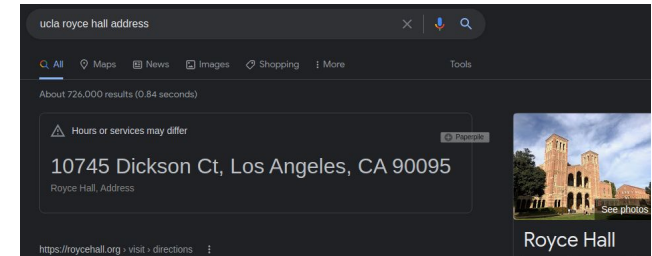 ucla royce hall address
All Maps News Images Shopping More Tools
About 726,000 results (0.84 seconds)
Hours or services may differ
Paperpile
10745 Dickson Ct, Los Angeles, CA 90095
Royce Hall, Address
See photos
Royce Hall
https://roycehall.org › visit › directions